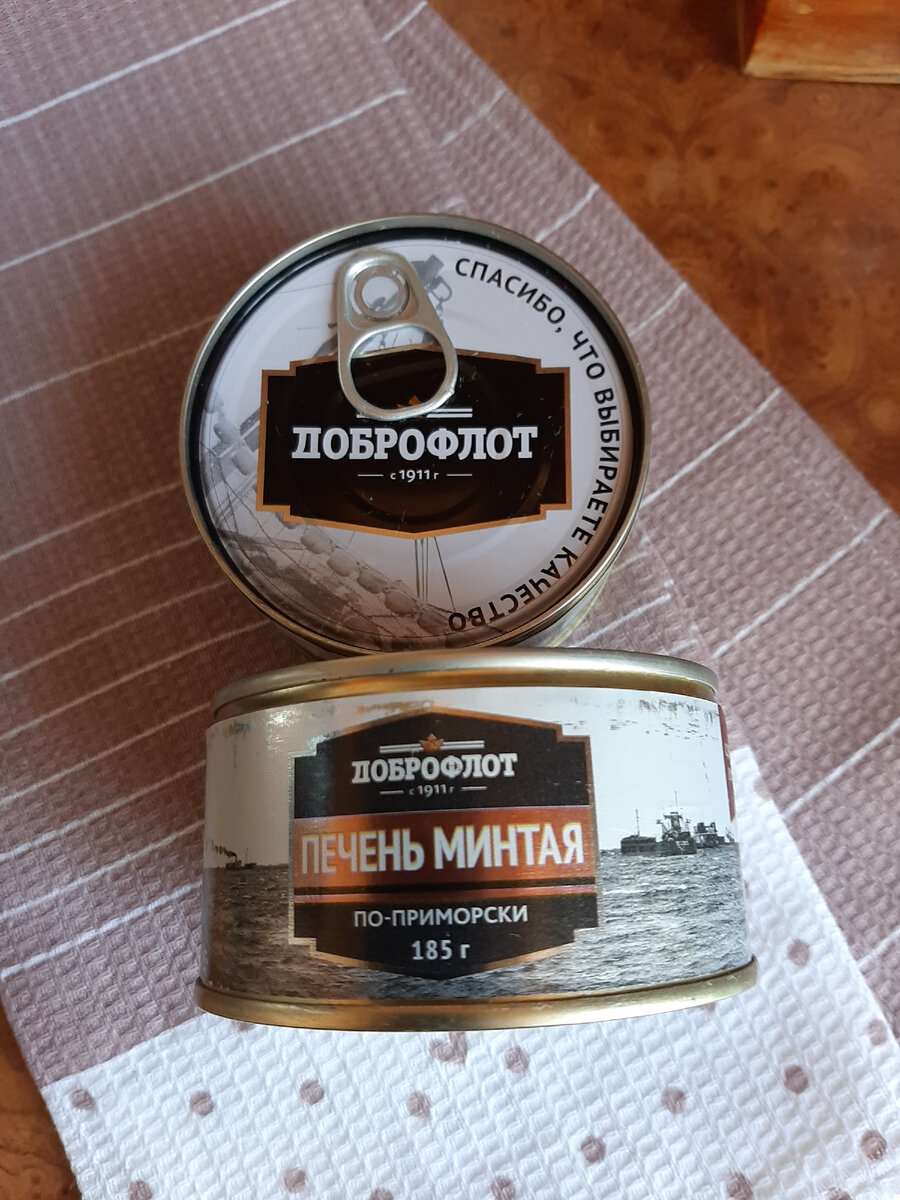 СПАСИБО, ЧТО ВЫБИРАЕТЕ КАЧЕСТВО
ДОБРОФЛОТ
с 1911 г
ДОБРОФЛОТ
с 1911 г
ПЕЧЕНЬ МИНТАЯ
ПО-ПРИМОРСКИ
185 г